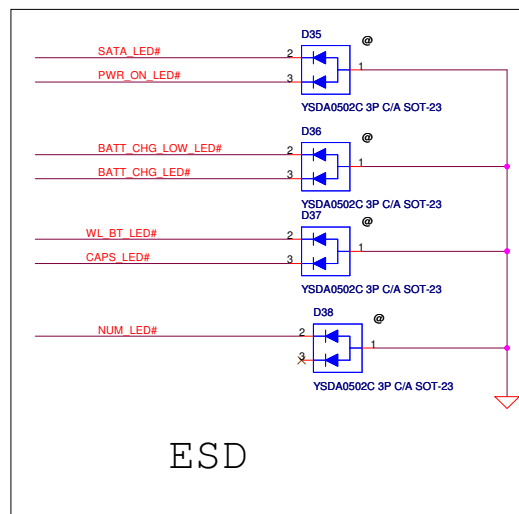 D35
@
SATA_LED# 2
1
PWR_ON_LED# 3
YSDA0502C 3P C/A SOT-23
D36
@
BATT_CHG_LOW_LED# 2
1
BATT_CHG_LED# 3
YSDA0502C 3P C/A SOT-23
D37
@
WL_BT_LED# 2
1
CAPS_LED# 3
YSDA0502C 3P C/A SOT-23
D38
@
NUM_LED# 2
1
3
YSDA0502C 3P C/A SOT-23
ESD